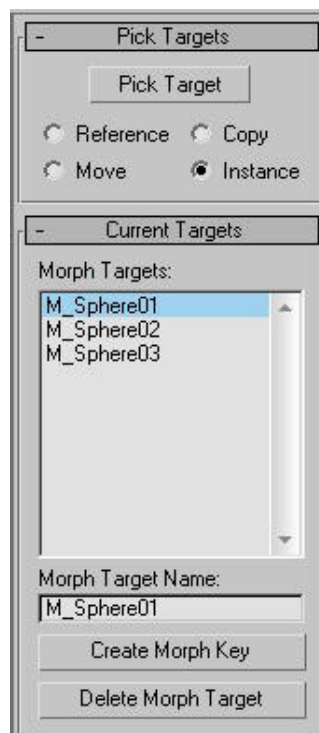 - Pick Targets
Pick Target
Reference Copy
Move Instance
- Current Targets
Morph Targets:
M_Sphere01
M_Sphere02
M_Sphere03
Morph Target Name:
M_Sphere01
Create Morph Key
Delete Morph Target